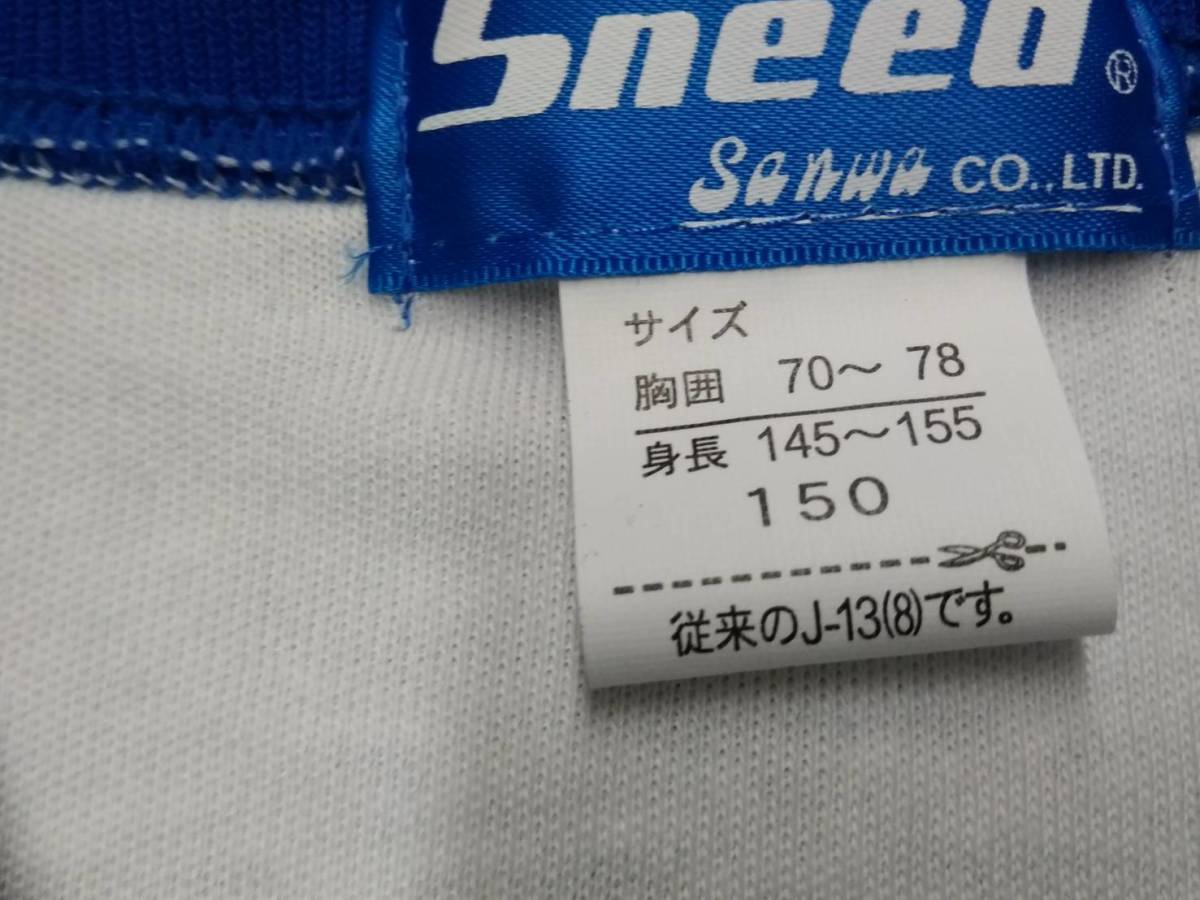 Sneed ®
Sanwa CO.,LTD.
サイズ
胸囲 70～78
身長 145～155
150
従来のJ-13(8)です。